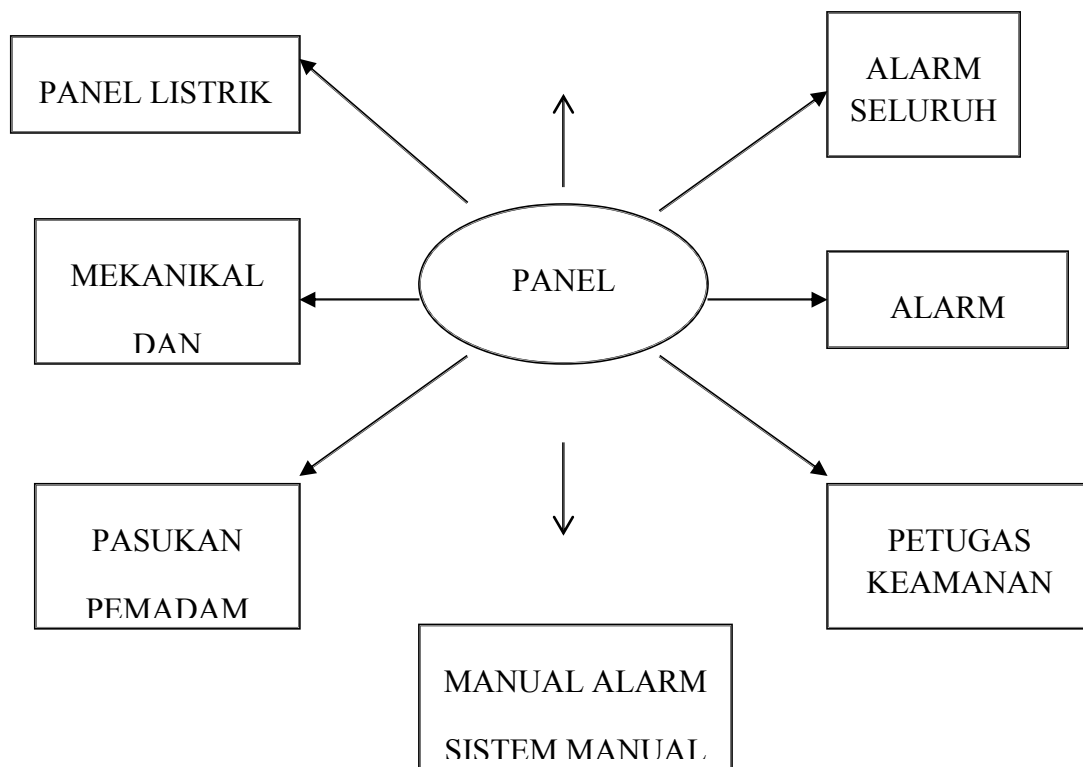 PANEL LISTRIK
ALARM
SELURUH
MEKANIKAL
DAN
PANEL
ALARM
PASUKAN
PEMADAM
PETUGAS
KEAMANAN
MANUAL ALARM
SISTEM MANUAL